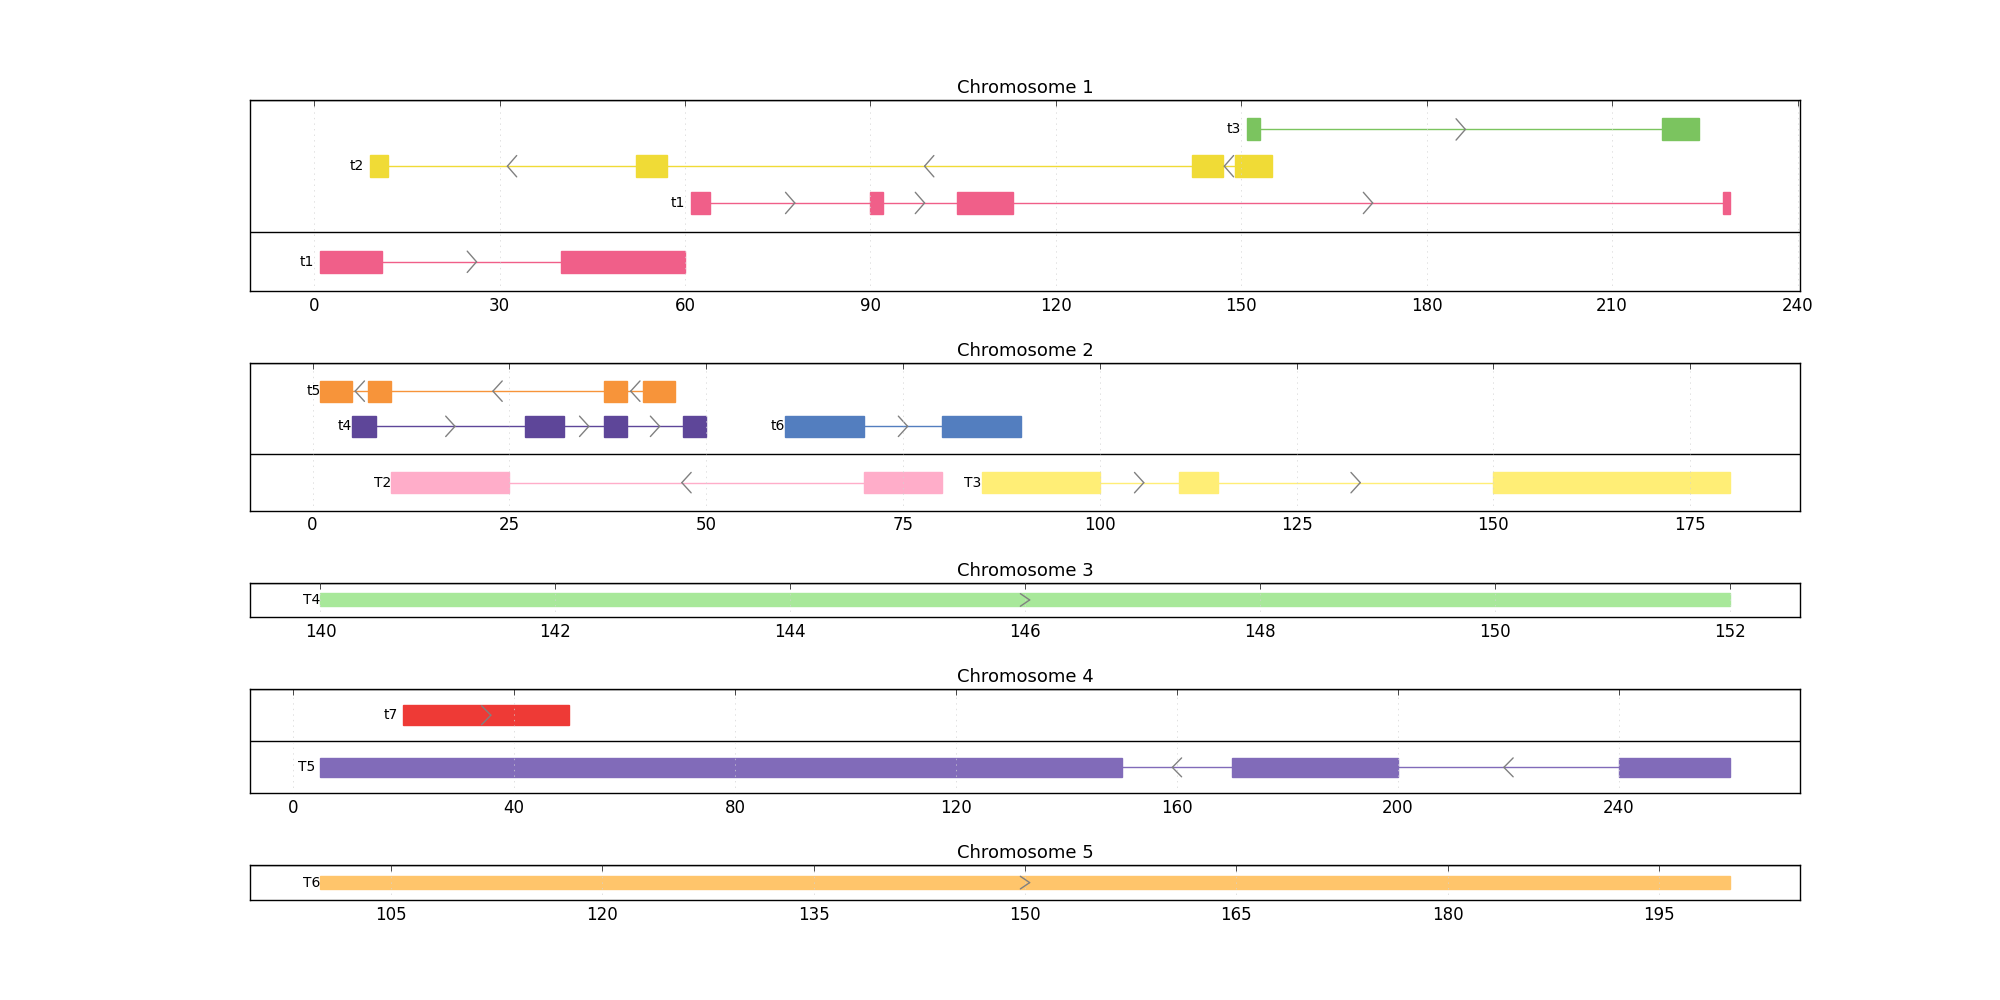 Chromosome 1
t3
t2
t1
t1
0 30 60 90 120 150 180 210 240
Chromosome 2
t5
t4 t6
T2 T3
0 25 50 75 100 125 150 175
Chromosome 3
T4
140 142 144 146 148 150 152
Chromosome 4
t7
T5
0 40 80 120 160 200 240
Chromosome 5
T6
105 120 135 150 165 180 195